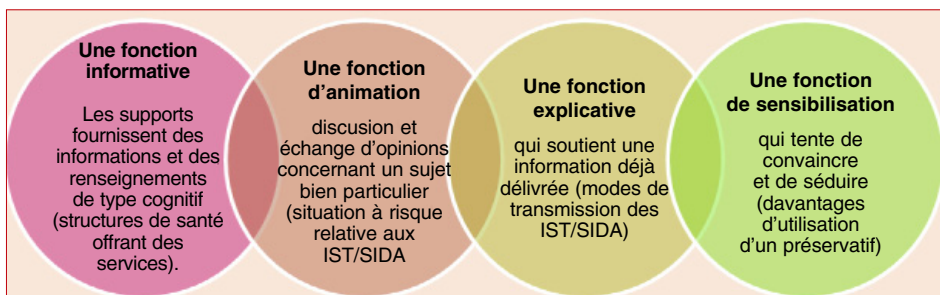 Une fonction
informative
Les supports
fournissent des
informations et des
renseignements
de type cognitif
(structures de santé
offrant des
services).
Une fonction
d’animation
discusion et
échange d’opinions
concernant un sujet
bien particulier
(situation à risque
relative aux
IST/SIDA
Une fonction
explicative
qui soutient une
information déjà
délivrée (modes de
transmission des
IST/SIDA)
Une fonction
de sensibilisation
qui tente de
convaincre
et de séduire
(davantages
d’utilisation
d’un préservatif)